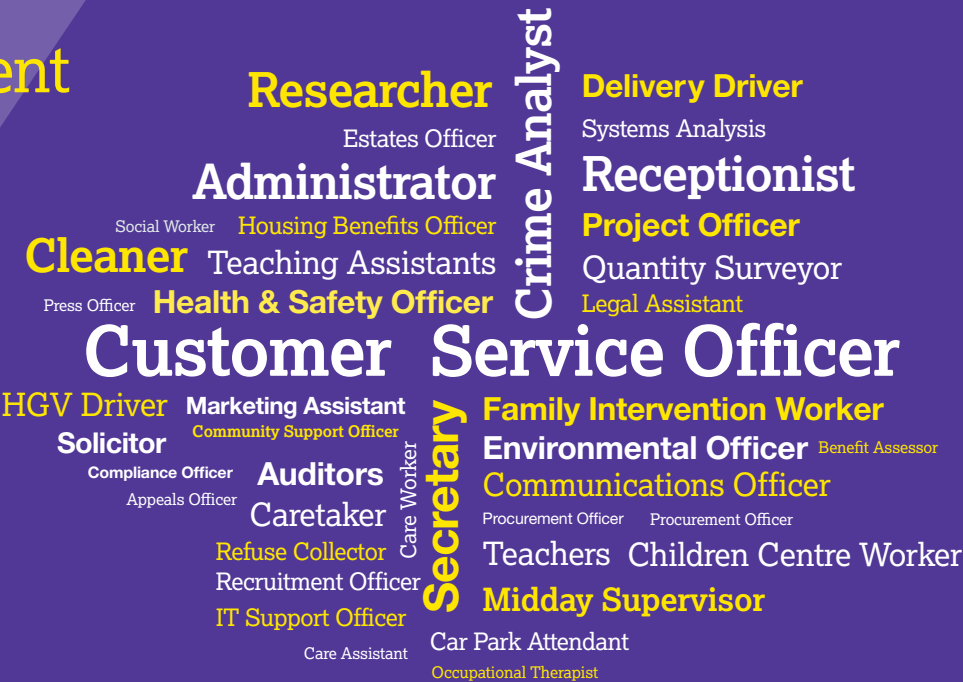 ent
Researcher
Crime Analyst
Delivery Driver
Estates Officer
Systems Analysis
Administrator
Receptionist
Social Worker
Housing Benefits Officer
Project Officer
Cleaner
Teaching Assistants
Quantity Surveyor
Press Officer
Health & Safety Officer
Legal Assistant
Customer Service Officer
HGV Driver
Marketing Assistant
Family Intervention Worker
Community Support Officer
Solicitor
Secretary
Environmental Officer
Benefit Assessor
Compliance Officer
Auditors
Care Worker
Communications Officer
Appeals Officer
Caretaker
Procurement Officer
Procurement Officer
Refuse Collector
Teachers
Children Centre Worker
Recruitment Officer
Midday Supervisor
IT Support Officer
Car Park Attendant
Care Assistant
Occupational Therapist